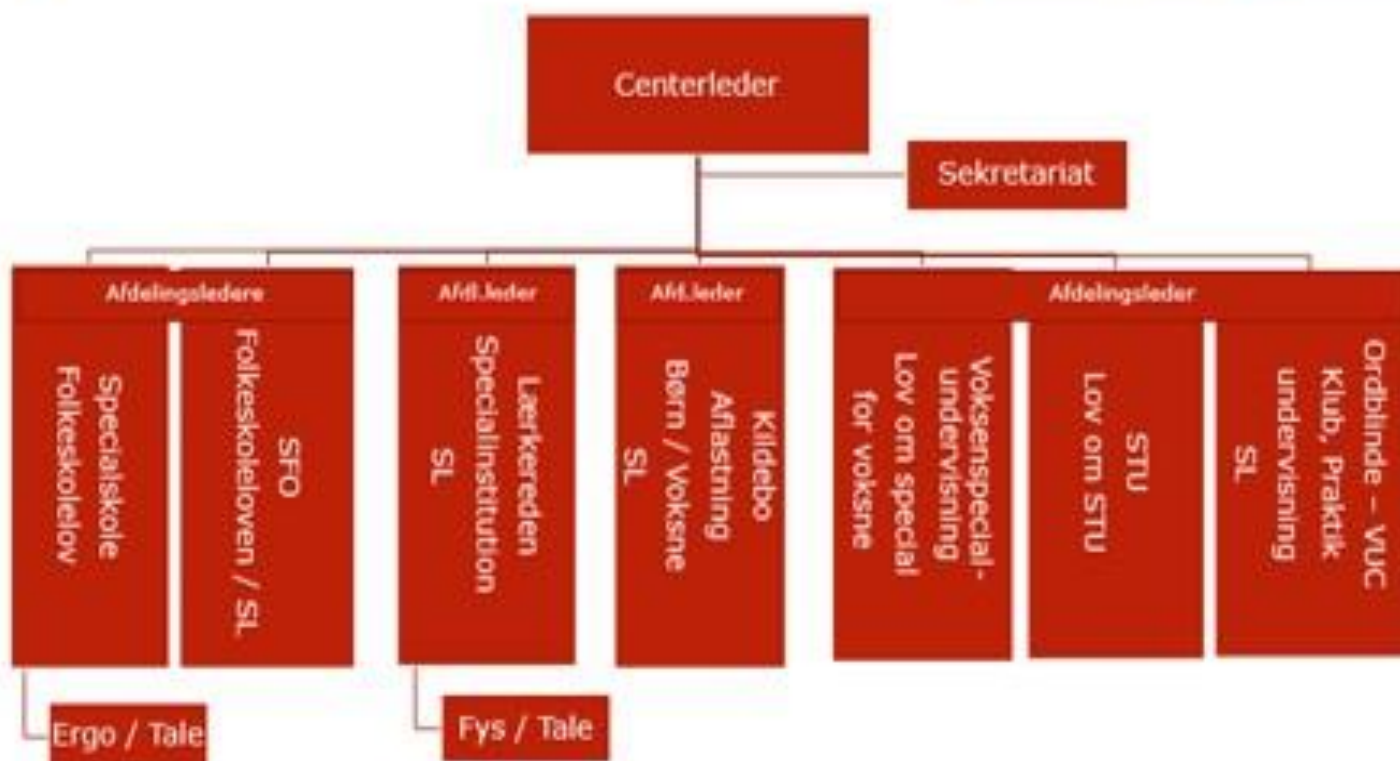 Centerleder
Sekretariat
Afdelingsledere
Specialskole
Folkeskolelov
SFO
Folkeskoleloven / SL
Afd.leder
Lærkereden
Specialinstitution
SL
Afd.leder
Kildebo
Aflastning
Børn / Voksne
SL
Afdelingsleder
Voksenspecial-
undervisning
Lov om special
for voksne
STU
Lov om STU
Ordblinde - VUC
Klub, Praktik
undervisning
SL
Ergo / Tale
Fys / Tale